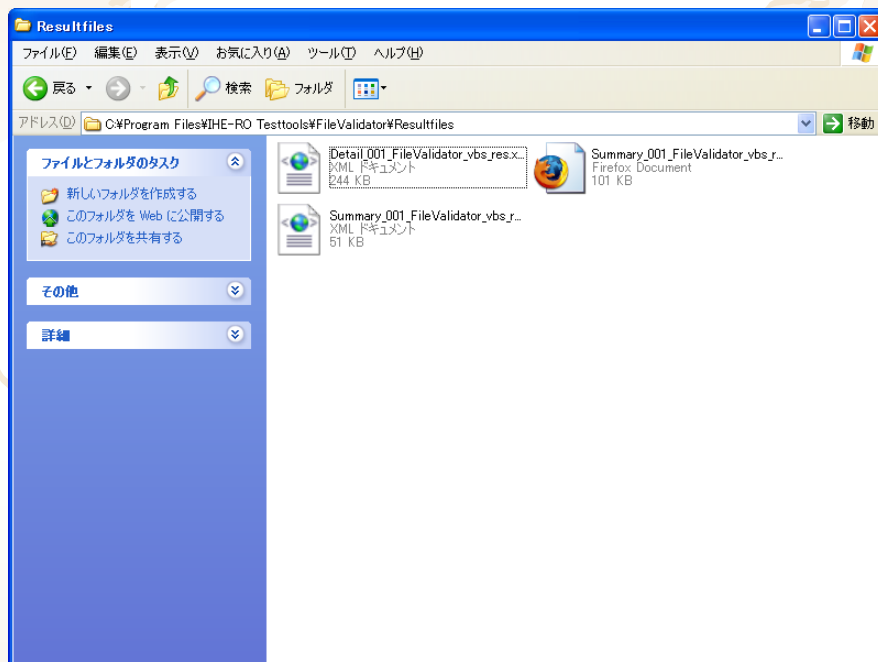 Resultfiles
ファイル(F) 編集(E) 表示(V) お気に入り(A) ツール(T) ヘルプ(H)
戻る 検索 フォルダ
アドレス(D) C:¥Program Files¥IHE-RO Testtools¥FileValidator¥Resultfiles 移動
ファイルとフォルダのタスク
新しいフォルダを作成する
このフォルダを Web に公開する
このフォルダを共有する
その他
詳細
Detail_001_FileValidator_vbs_res.x...
XML ドキュメント
244 KB
Summary_001_FileValidator_vbs_r...
Firefox Document
101 KB
Summary_001_FileValidator_vbs_r...
XML ドキュメント
51 KB